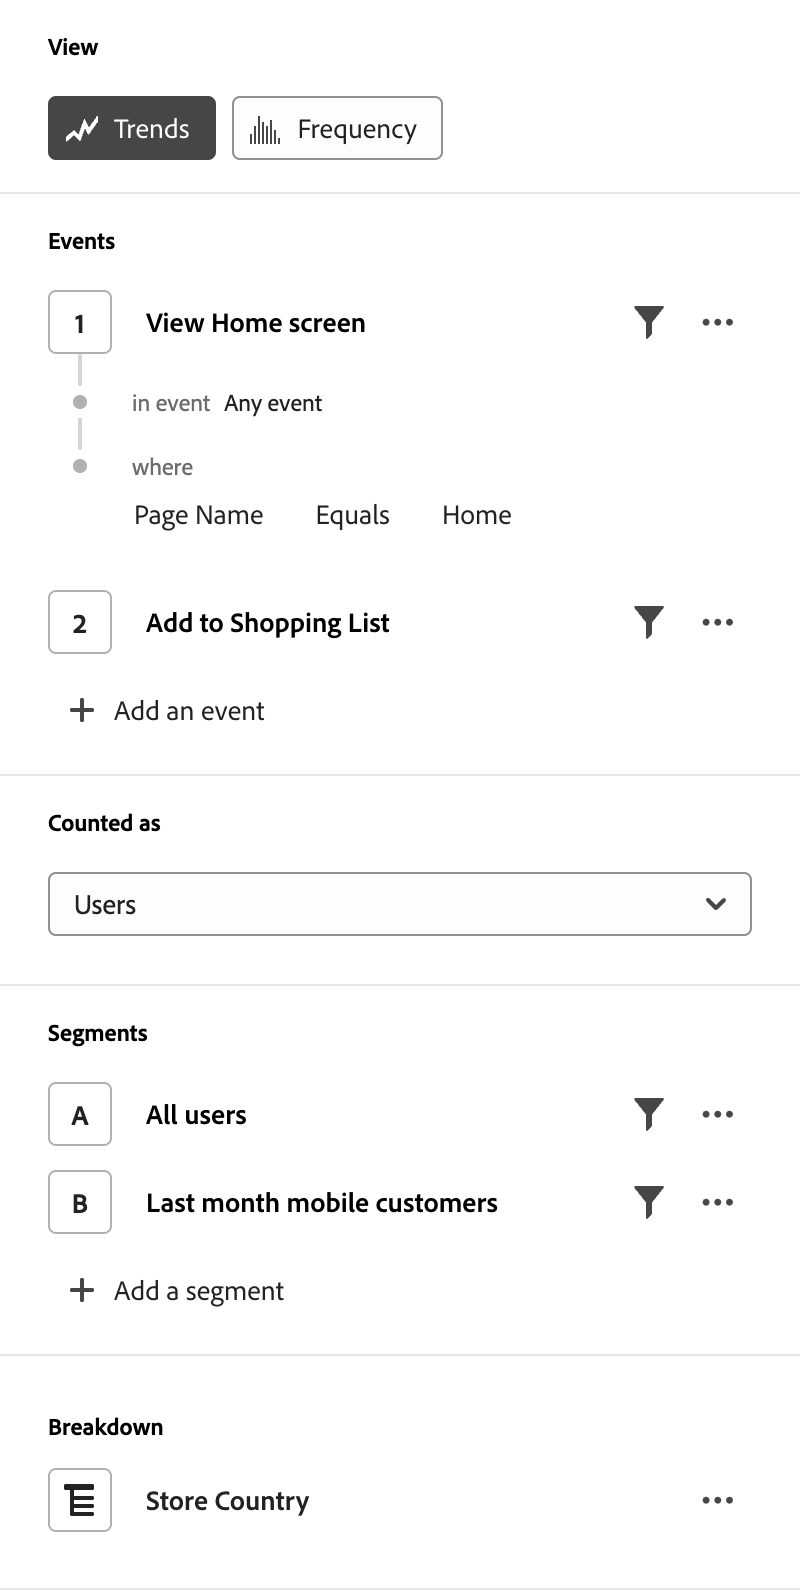 View
Trends Frequency
Events
1 View Home screen
in event Any event
where
Page Name Equals Home
2 Add to Shopping List
Add an event
Counted as
Users
Segments
A All users
B Last month mobile customers
Add a segment
Breakdown
Store Country